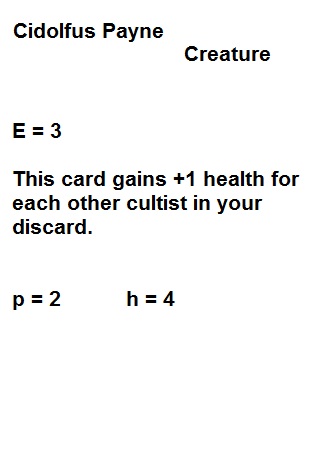 Cidolfus Payne
Creature
E = 3
This card gains +1 health for
each other cultist in your
discard.
p = 2 h = 4